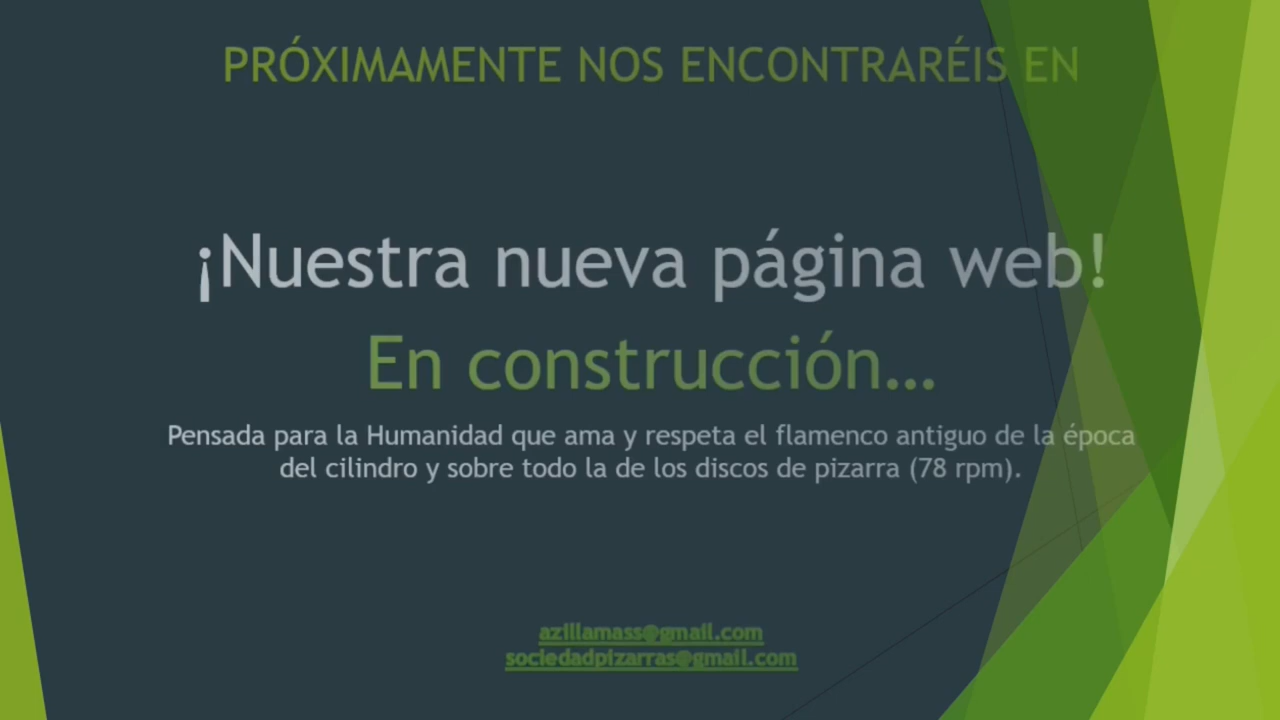 PRÓXIMAMENTE NOS ENCONTRARÉIS EN
¡Nuestra nueva página web!
En construcción…
Pensada para la Humanidad que ama y respeta el flamenco antiguo de la época
del cilindro y sobre todo la de los discos de pizarra (78 rpm).
azillamass@gmail.com
sociedadpizarras@gmail.com